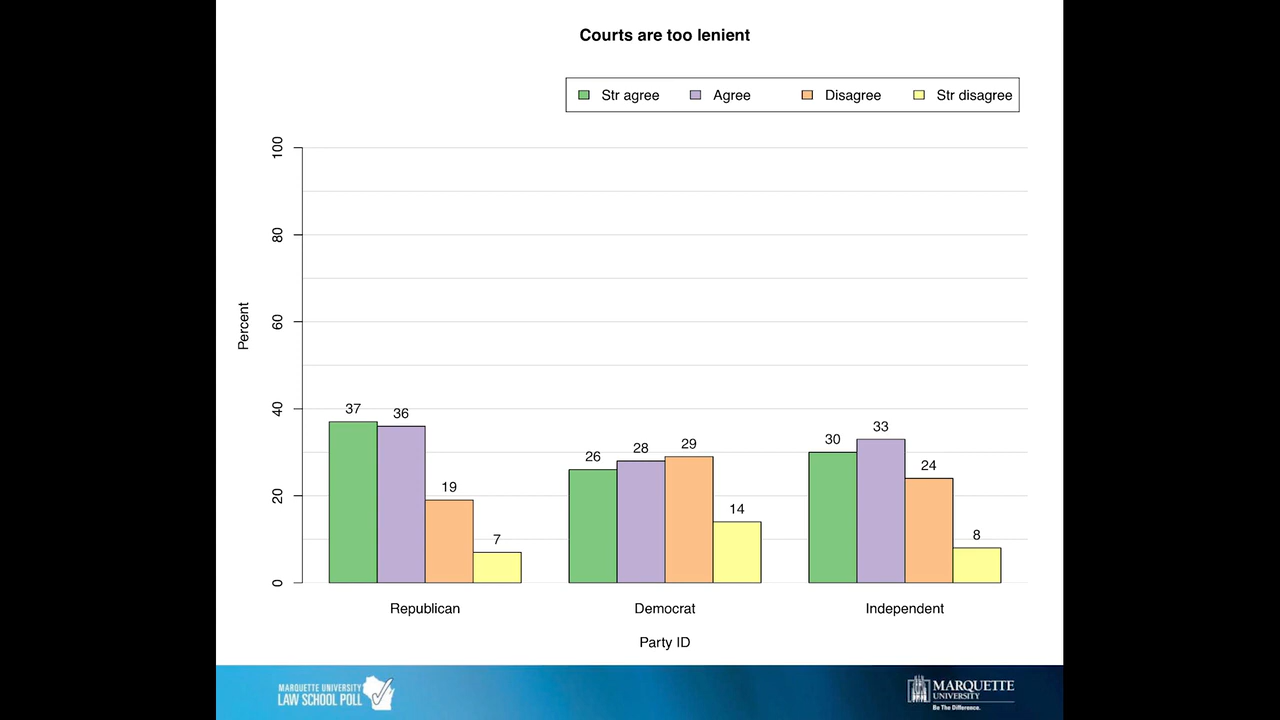 Courts are too lenient
Str agree Agree Disagree Str disagree
Percent
100
80
60
40
20
0
37 36 19 7
26 28 29 14
30 33 24 8
Republican Democrat Independent
Party ID
MARQUETTE UNIVERSITY
LAW SCHOOL POLL
MARQUETTE
UNIVERSITY
Be The Difference.